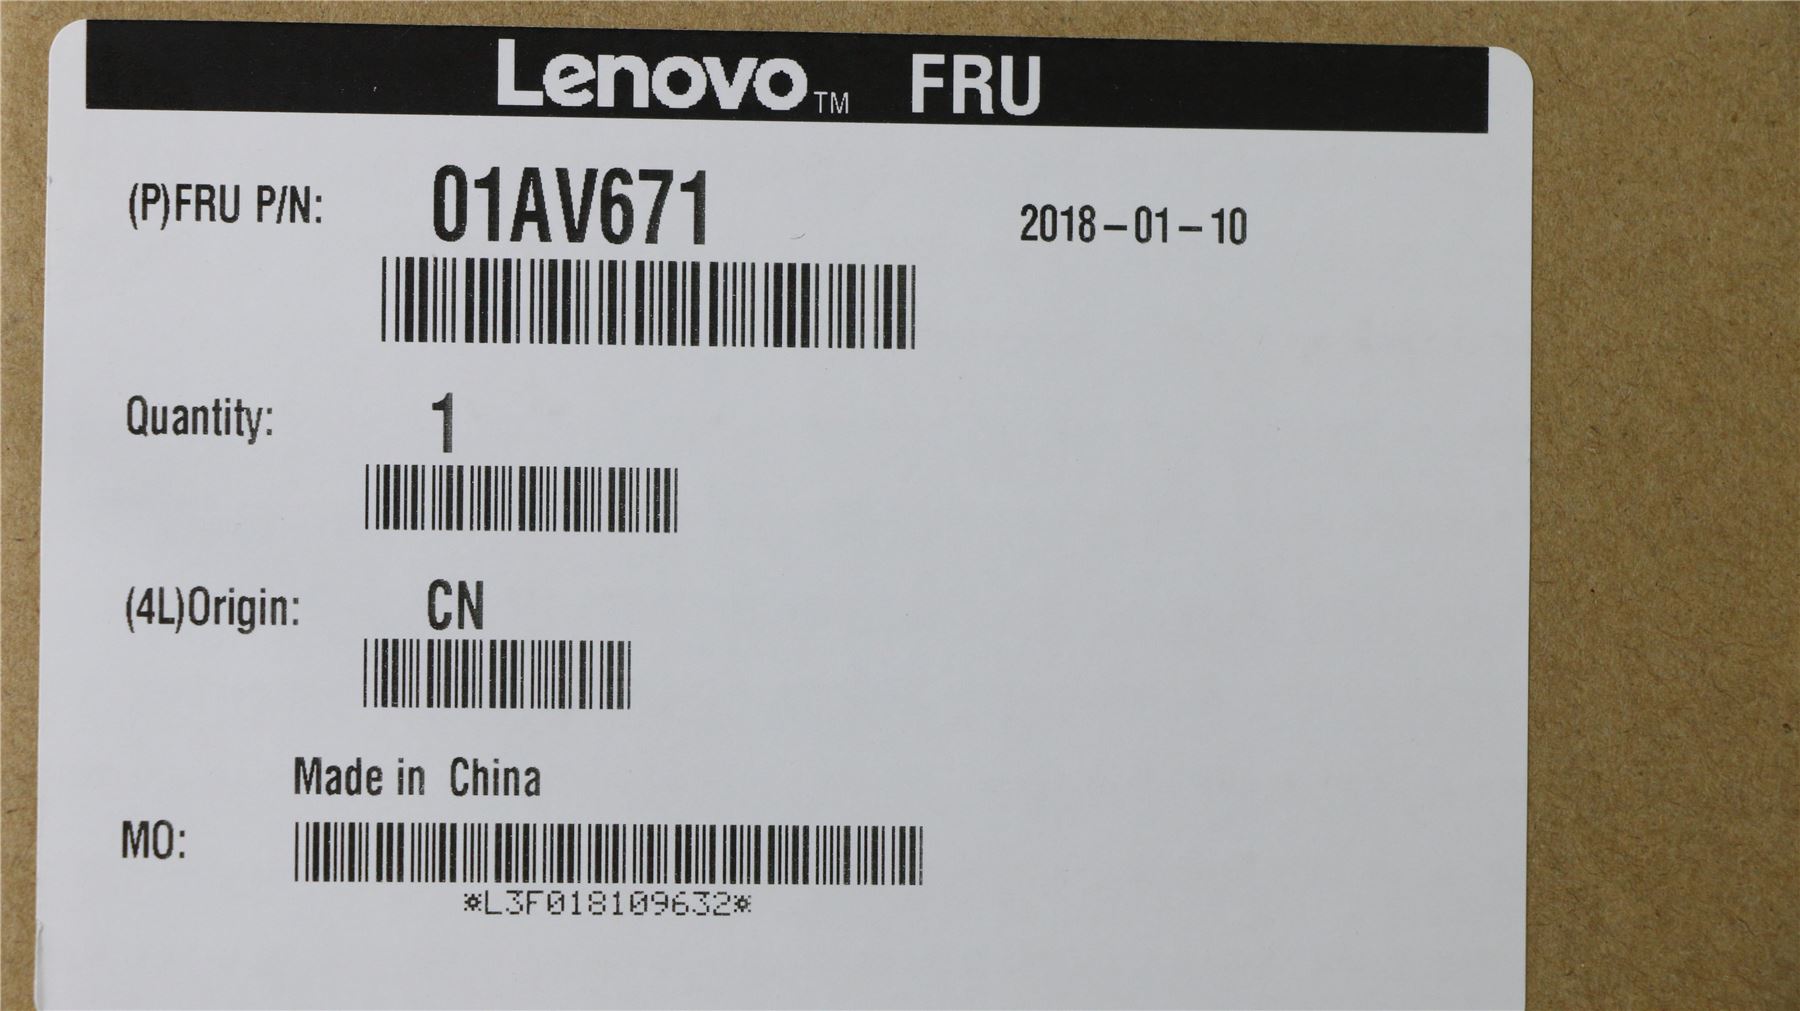 Lenovo™ FRU
(P)FRU P/N: 01AV671 2018-01-10
Quantity: 1
(4L)Origin: CN
Made in China
MO:
*L3F018109632*